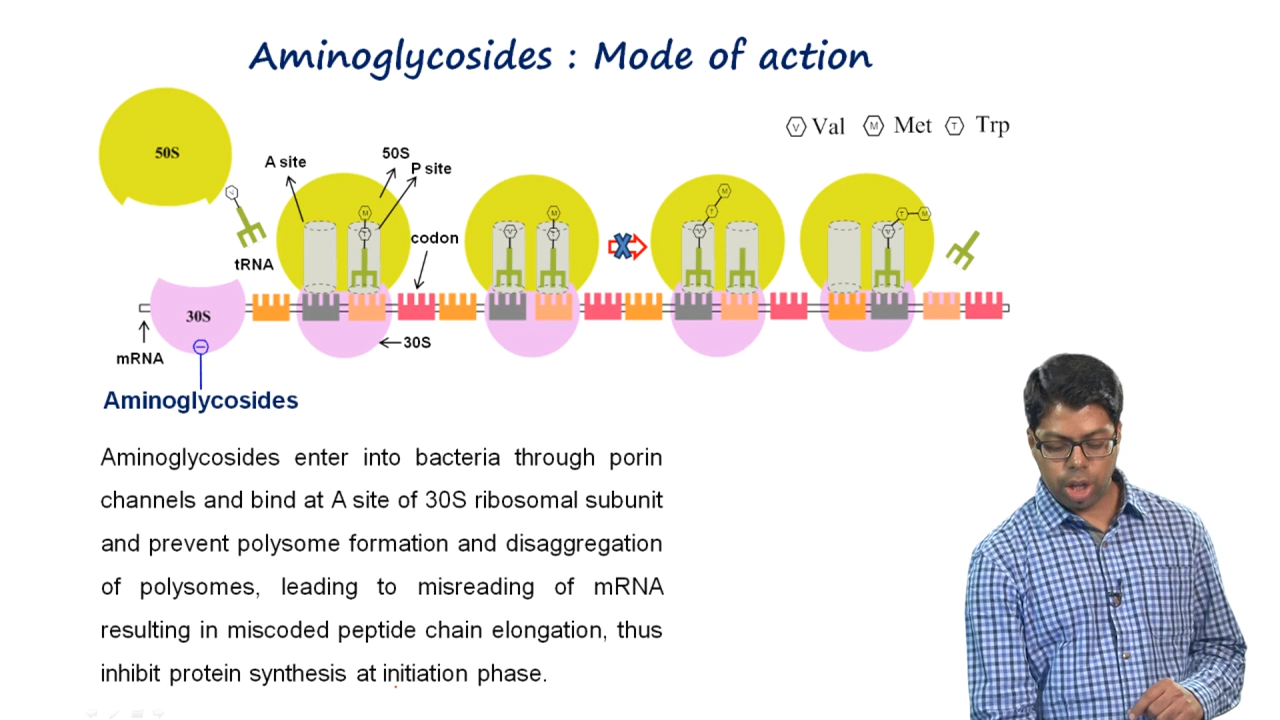 Aminoglycosides : Mode of action
V Val M Met T Trp
50S
A site
50S
P site
V
M
T
tRNA
codon
V
M
T
M
T
V
T
M
V
30S
mRNA
30S
Aminoglycosides
Aminoglycosides enter into bacteria through porin
channels and bind at A site of 30S ribosomal subunit
and prevent polysome formation and disaggregation
of polysomes, leading to misreading of mRNA
resulting in miscoded peptide chain elongation, thus
inhibit protein synthesis at initiation phase.